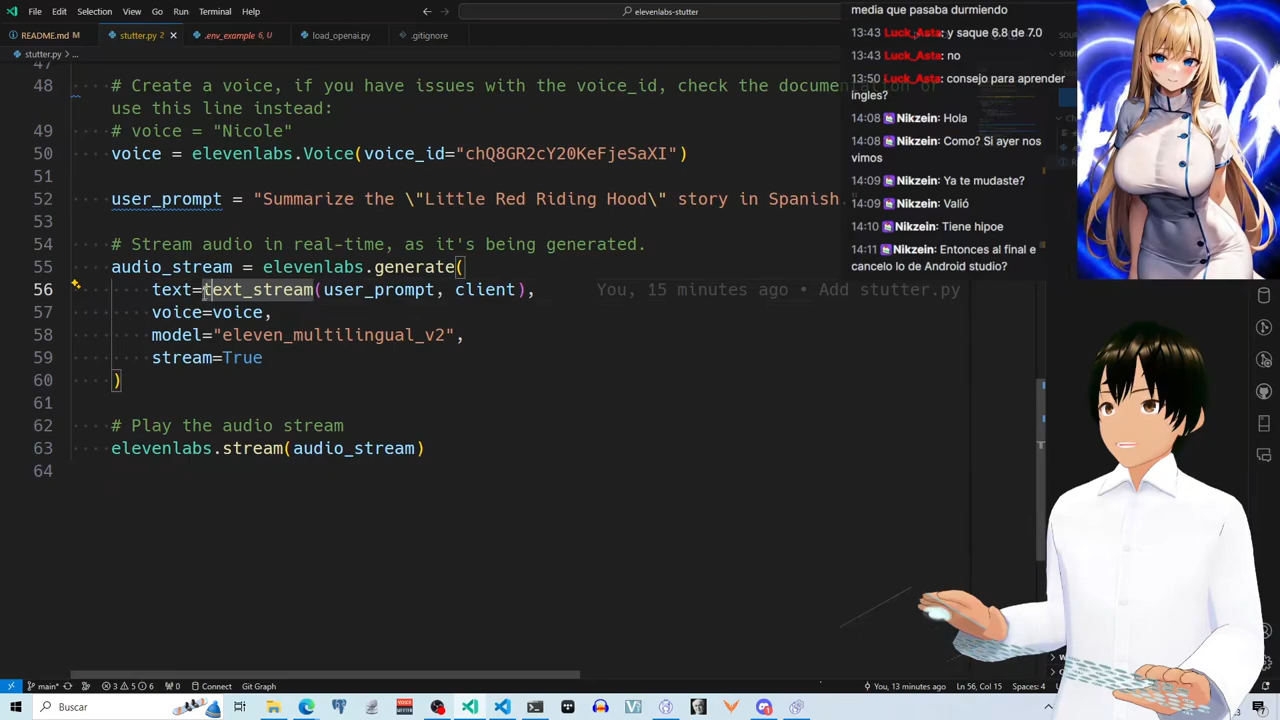 File Edit Selection View Go Run Terminal Help
elevenlabs-stutter
README.md M
stutter.py 2
.env_example 6, U
load_openai.py
.gitignore
stutter.py > ...
47
48 # Create a voice, if you have issues with the voice_id, check the documentation or
use this line instead:
49 # voice = "Nicole"
50 voice = elevenlabs.Voice(voice_id="chQ8GR2cY20KeFjeSaXI")
51
52 user_prompt = "Summarize the \"Little Red Riding Hood\" story in Spanish.
53
54 # Stream audio in real-time, as it's being generated.
55 audio_stream = elevenlabs.generate(
56 text=text_stream(user_prompt, client), You, 15 minutes ago • Add stutter.py
57 voice=voice,
58 model="eleven_multilingual_v2",
59 stream=True
60 )
61
62 # Play the audio stream
63 elevenlabs.stream(audio_stream)
64
media que pasaba durmiendo
13:43 Luck_Asta: y saque 6.8 de 7.0
13:43 Luck_Asta: no
13:50 Luck_Asta: consejo para aprender
ingles?
14:08 Nikzein: Hola
14:08 Nikzein: Como? Si ayer nos
vimos
14:09 Nikzein: Ya te mudaste?
14:09 Nikzein: Valió
14:10 Nikzein: Tiene hipoe
14:11 Nikzein: Entonces al final e
cancelo lo de Android studio?
main* 3 5 6 0 Connect Git Graph
You, 13 minutes ago Ln 56, Col 15 Spaces: 4
Buscar